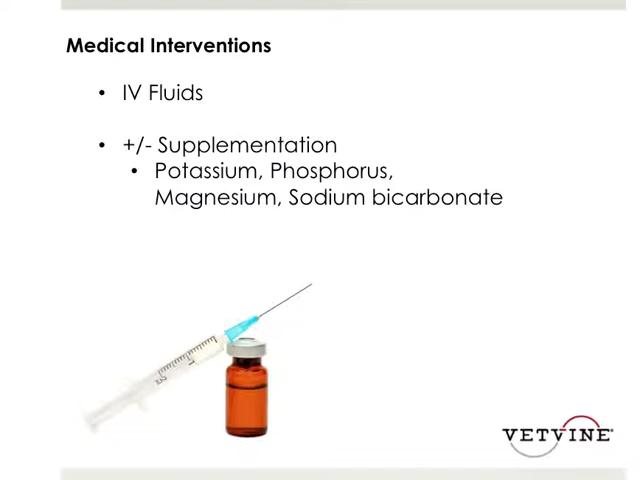 Medical Interventions
• IV Fluids
• +/- Supplementation
• Potassium, Phosphorus,
Magnesium, Sodium bicarbonate
VETVINE®